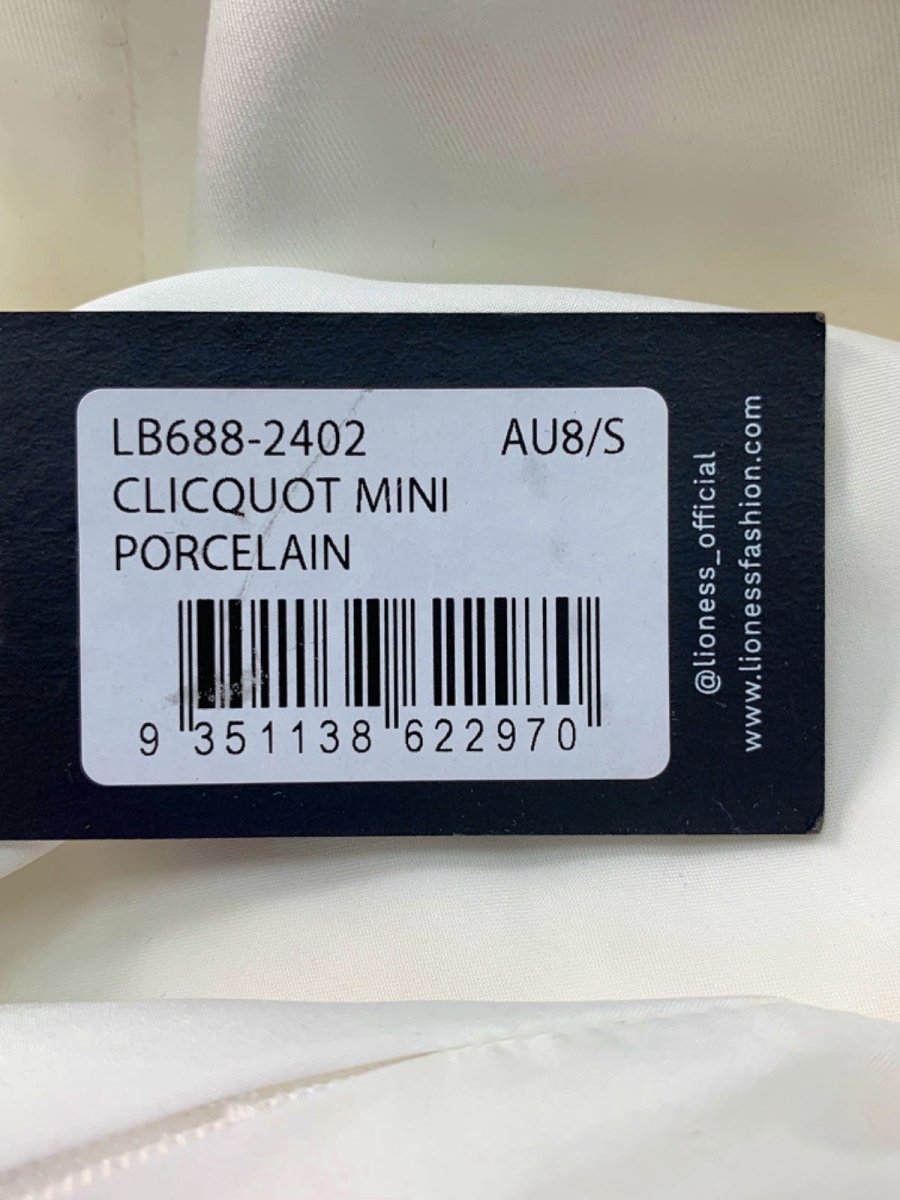 LB688-2402 AU8/S
CLICQUOT MINI
PORCELAIN
9 351138 622970
@lioness_official
www.lionessfashion.com